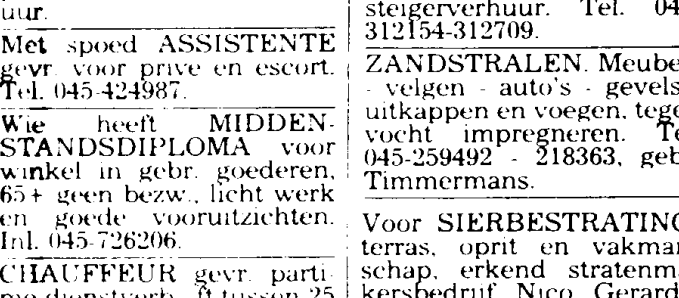 uur.
Met spoed ASSISTENTE
gevr. voor prive en escort.
Tel. 045-424987.
Wie heeft MIDDEN-
STANDSDIPLOMA voor
winkel in gebr. goederen,
65+ geen bezw., licht werk
en goede vooruitzichten.
Inl. 045-726206.
CHAUFFEUR gevr. parti-
steigerverhuur. Tel. 04
312154-312709.
ZANDSTRALEN. Meube
- velgen - auto's - gevels
uitkappen en voegen, tege
vocht impregneren. Te
045-259492 - 218363, geb
Timmermans.
Voor SIERBESTRATING
terras, oprit en vakman
schap, erkend stratenma
kersbedrijf Nico Gerard